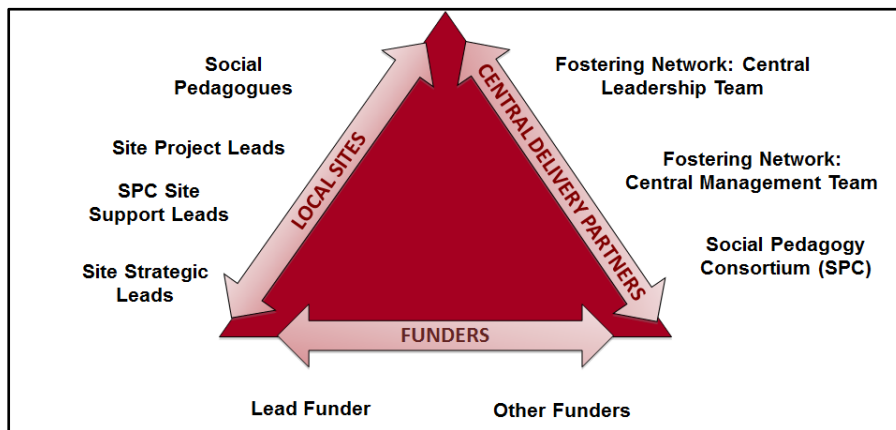 Social
Pedagogues
Site Project Leads
SPC Site
Support Leads
Site Strategic
Leads
LOCAL SITES
CENTRAL DELIVERY PARTNERS
Fostering Network: Central
Leadership Team
Fostering Network:
Central Management Team
Social Pedagogy
Consortium (SPC)
FUNDERS
Lead Funder
Other Funders